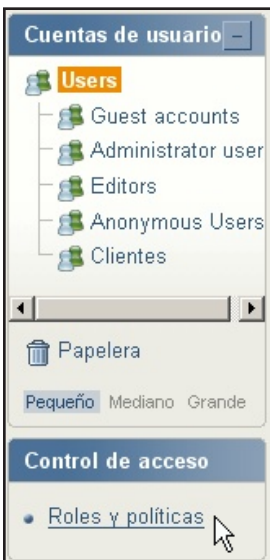 Cuentas de usuario
Users
Guest accounts
Administrator user
Editors
Anonymous Users
Clientes
Papelera
Pequeño Mediano Grande
Control de acceso
Roles y políticas